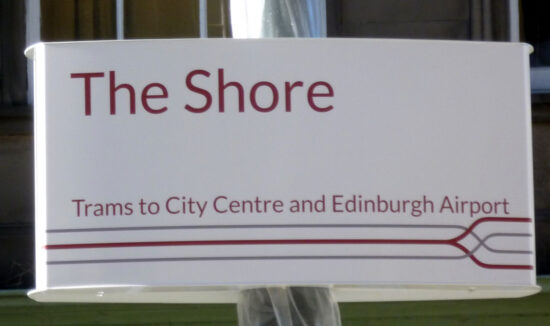 The Shore
Trams to City Centre and Edinburgh Airport